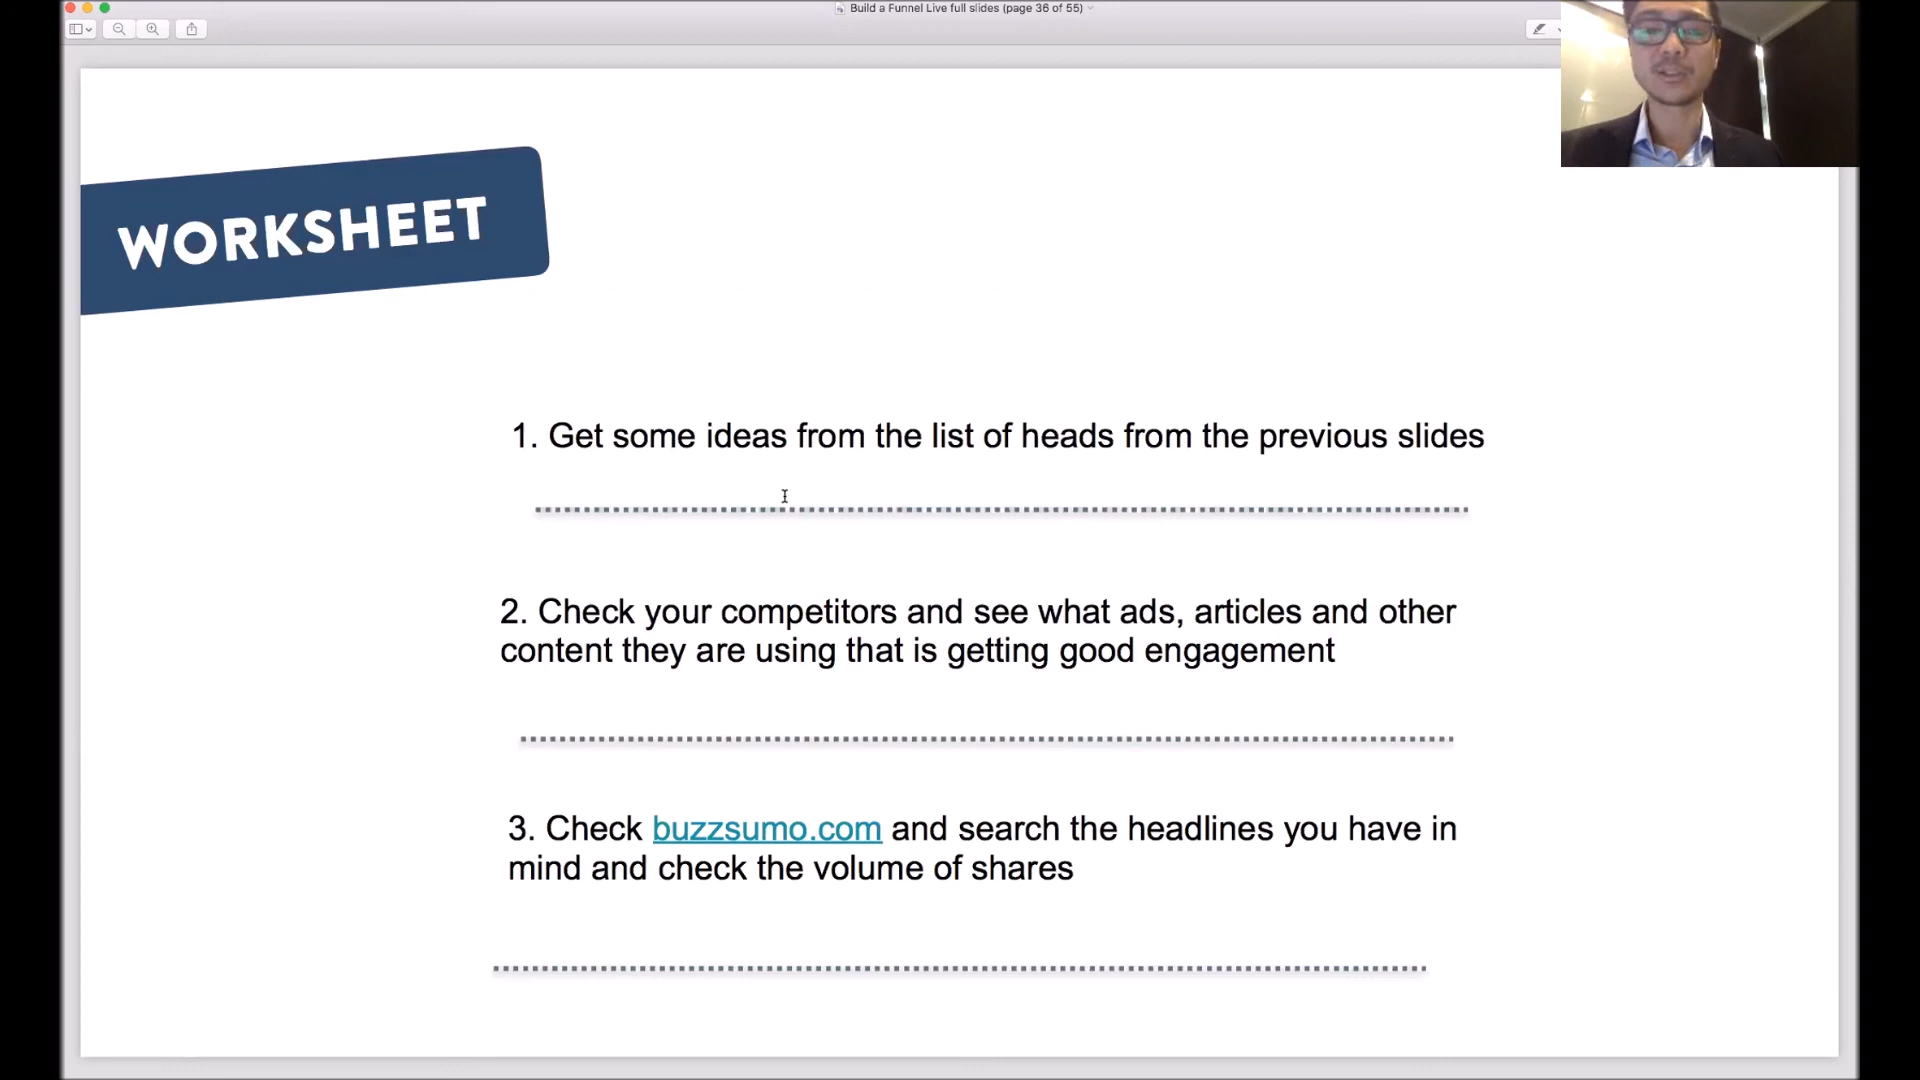 Build a Funnel Live full slides (page 36 of 55)
WORKSHEET
1. Get some ideas from the list of heads from the previous slides
2. Check your competitors and see what ads, articles and other
content they are using that is getting good engagement
3. Check buzzsumo.com and search the headlines you have in
mind and check the volume of shares